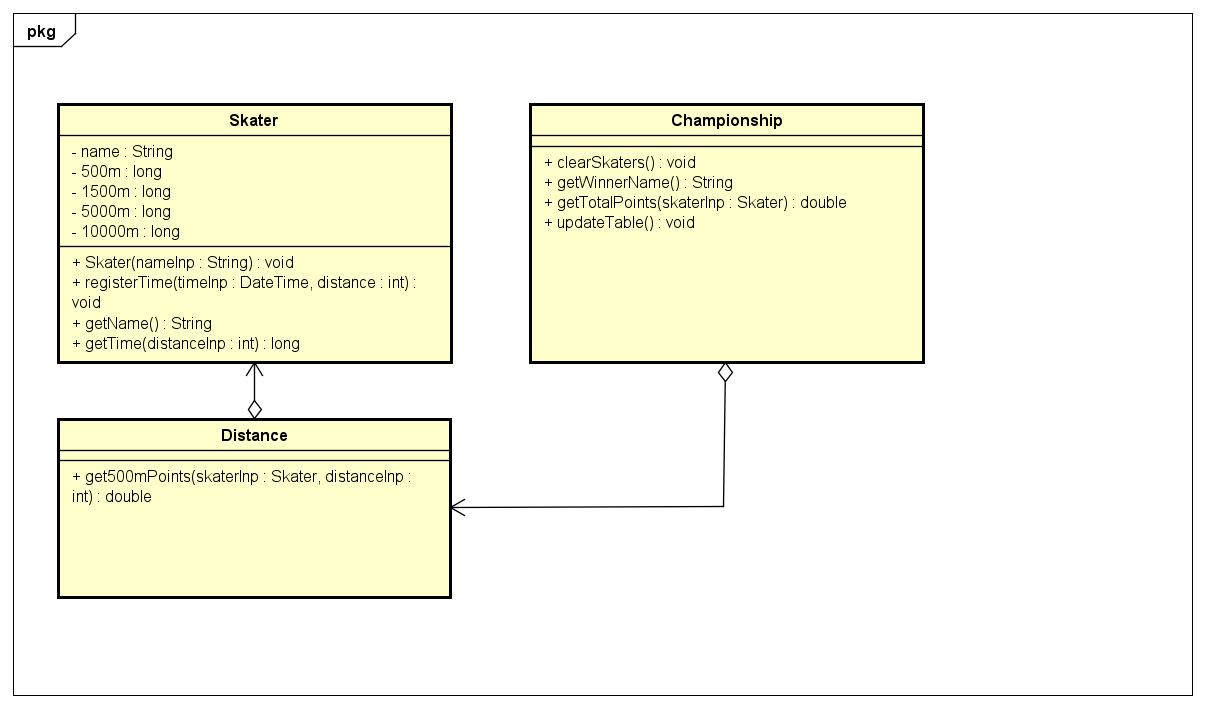 pkg
Skater
- name : String
- 500m : long
- 1500m : long
- 5000m : long
- 10000m : long
+ Skater(nameInp : String) : void
+ registerTime(timeInp : DateTime, distance : int) :
void
+ getName() : String
+ getTime(distanceInp : int) : long
Championship
+ clearSkaters() : void
+ getWinnerName() : String
+ getTotalPoints(skaterInp : Skater) : double
+ updateTable() : void
Distance
+ get500mPoints(skaterInp : Skater, distanceInp :
int) : double